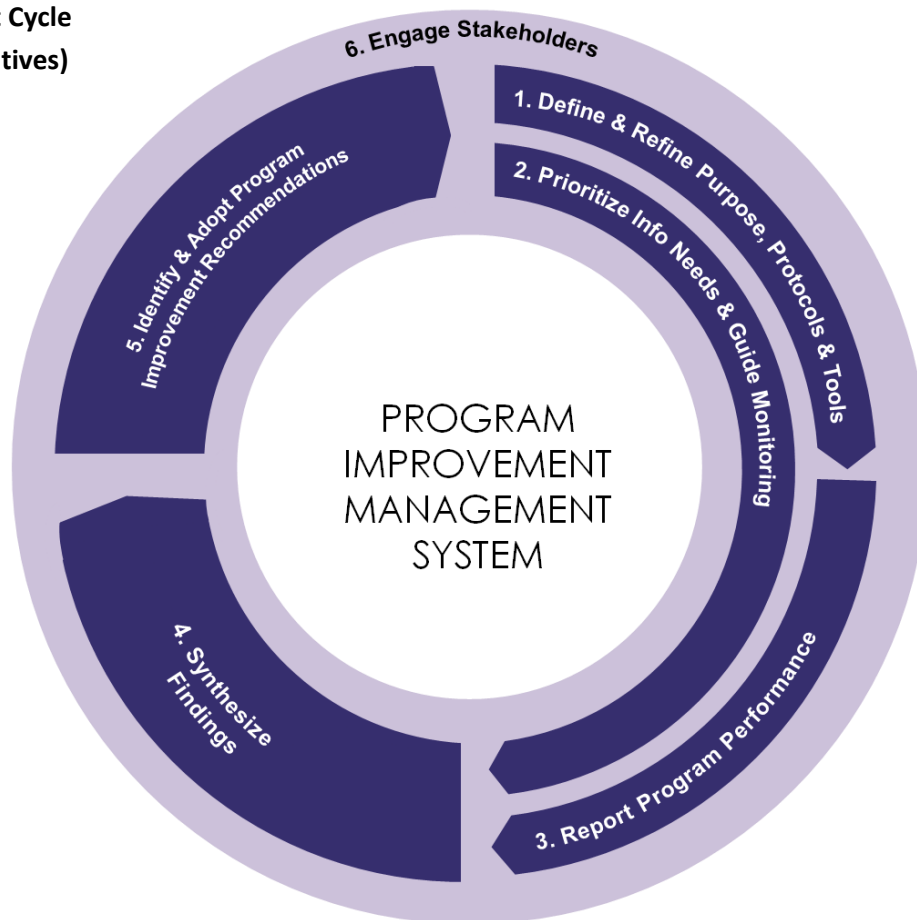 Cycle
6. Engage Stakeholders
1. Define & Refine Purpose, Protocols & Tools
2. Prioritize Info Needs & Guide Monitoring
3. Report Program Performance
4. Synthesize
Findings
5. Identify & Adopt Program
Improvement Recommendations
PROGRAM
IMPROVEMENT
MANAGEMENT
SYSTEM